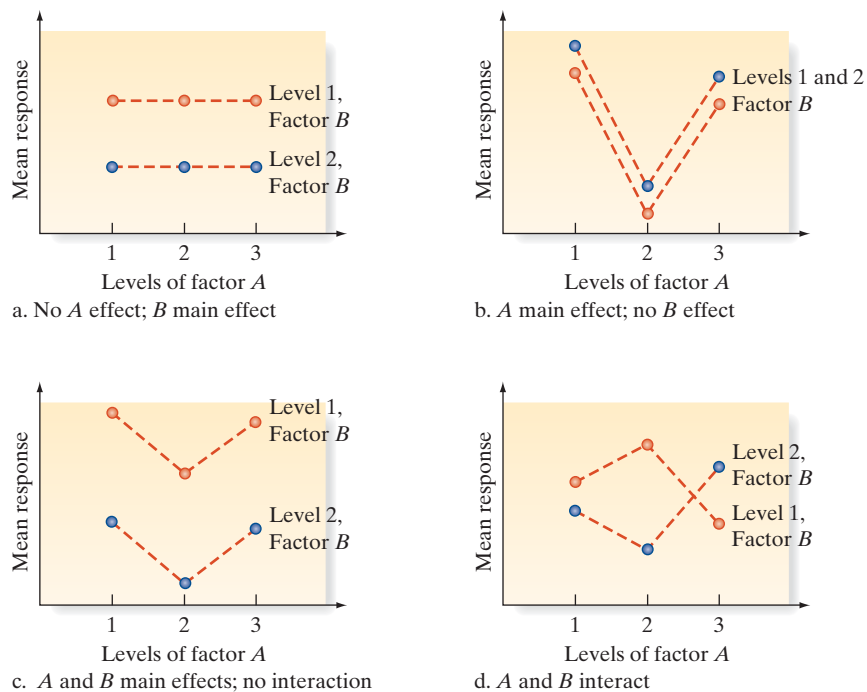 Mean response
Level 1,
Factor B
Level 2,
Factor B
1 2 3
Levels of factor A
a. No A effect; B main effect
Mean response
Levels 1 and 2
Factor B
1 2 3
Levels of factor A
b. A main effect; no B effect
Mean response
Level 1,
Factor B
Level 2,
Factor B
1 2 3
Levels of factor A
c. A and B main effects; no interaction
Mean response
Level 2,
Factor B
Level 1,
Factor B
1 2 3
Levels of factor A
d. A and B interact